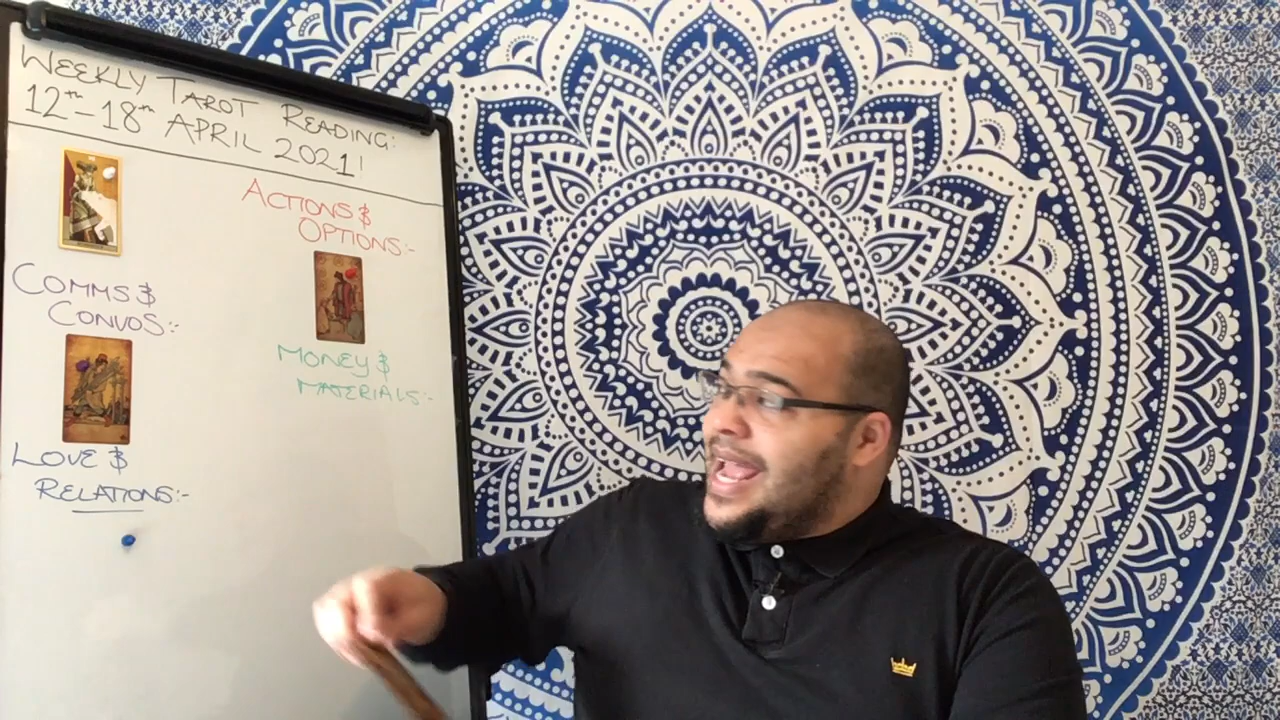 WEEKLY TAROT READING:
12TH-18TH APRIL 2021!
ACTIONS &
OPTIONS:-
COMMS &
CONVOS:-
MONEY &
MATERIALS:-
LOVE &
RELATIONS:-